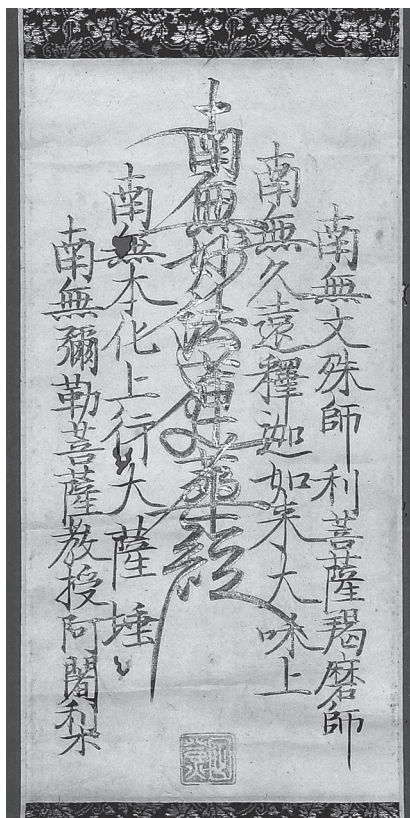 南無文殊師利菩薩羯磨師
南無久遠釋迦如来大咊上
南無妙法蓮華經
南無本化上行大薩埵
南無彌勒菩薩教授阿闍梨